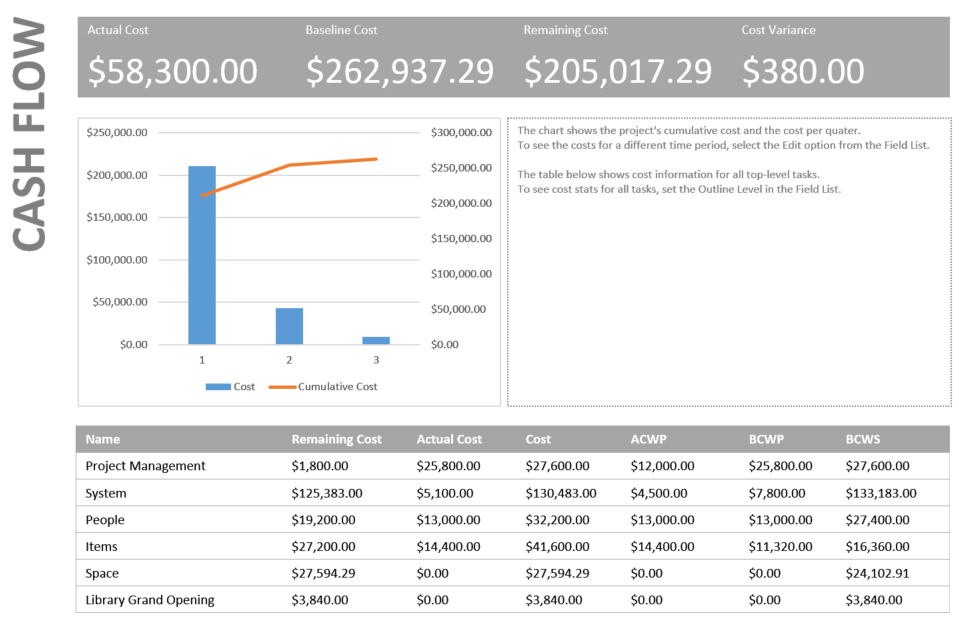 CASH FLOW
Actual Cost Baseline Cost Remaining Cost Cost Variance
$58,300.00 $262,937.29 $205,017.29 $380.00
$250,000.00
$200,000.00
$150,000.00
$100,000.00
$50,000.00
$0.00
$300,000.00
$250,000.00
$200,000.00
$150,000.00
$100,000.00
$50,000.00
$0.00
1 2 3
Cost Cumulative Cost
The chart shows the project's cumulative cost and the cost per quater.
To see the costs for a different time period, select the Edit option from the Field List.
The table below shows cost information for all top-level tasks.
To see cost stats for all tasks, set the Outline Level in the Field List.
Name Remaining Cost Actual Cost Cost ACWP BCWP BCWS
Project Management $1,800.00 $25,800.00 $27,600.00 $12,000.00 $25,800.00 $27,600.00
System $125,383.00 $5,100.00 $130,483.00 $4,500.00 $7,800.00 $133,183.00
People $19,200.00 $13,000.00 $32,200.00 $13,000.00 $13,000.00 $27,400.00
Items $27,200.00 $14,400.00 $41,600.00 $14,400.00 $11,320.00 $16,360.00
Space $27,594.29 $0.00 $27,594.29 $0.00 $0.00 $24,102.91
Library Grand Opening $3,840.00 $0.00 $3,840.00 $0.00 $0.00 $3,840.00